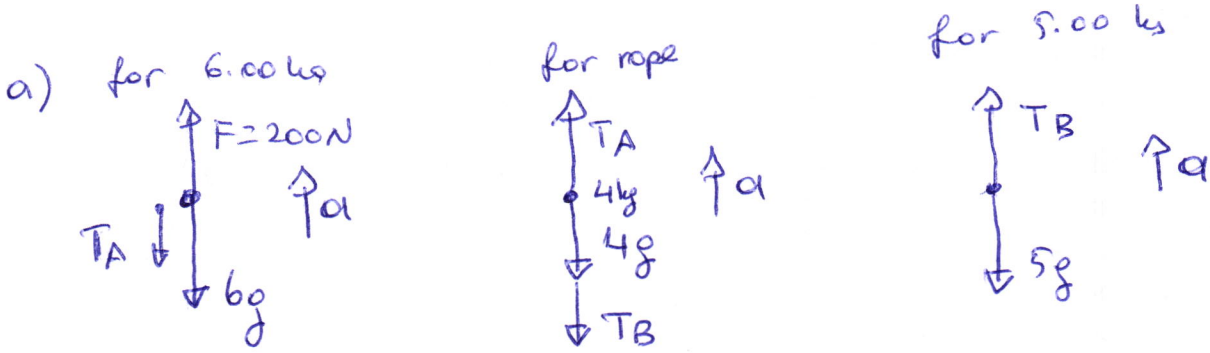 a) for 6.00 kg
F=200N
a
TA
6g
for rope
TA
4kg
4g
a
TB
for 5.00 kg
TB
a
5g